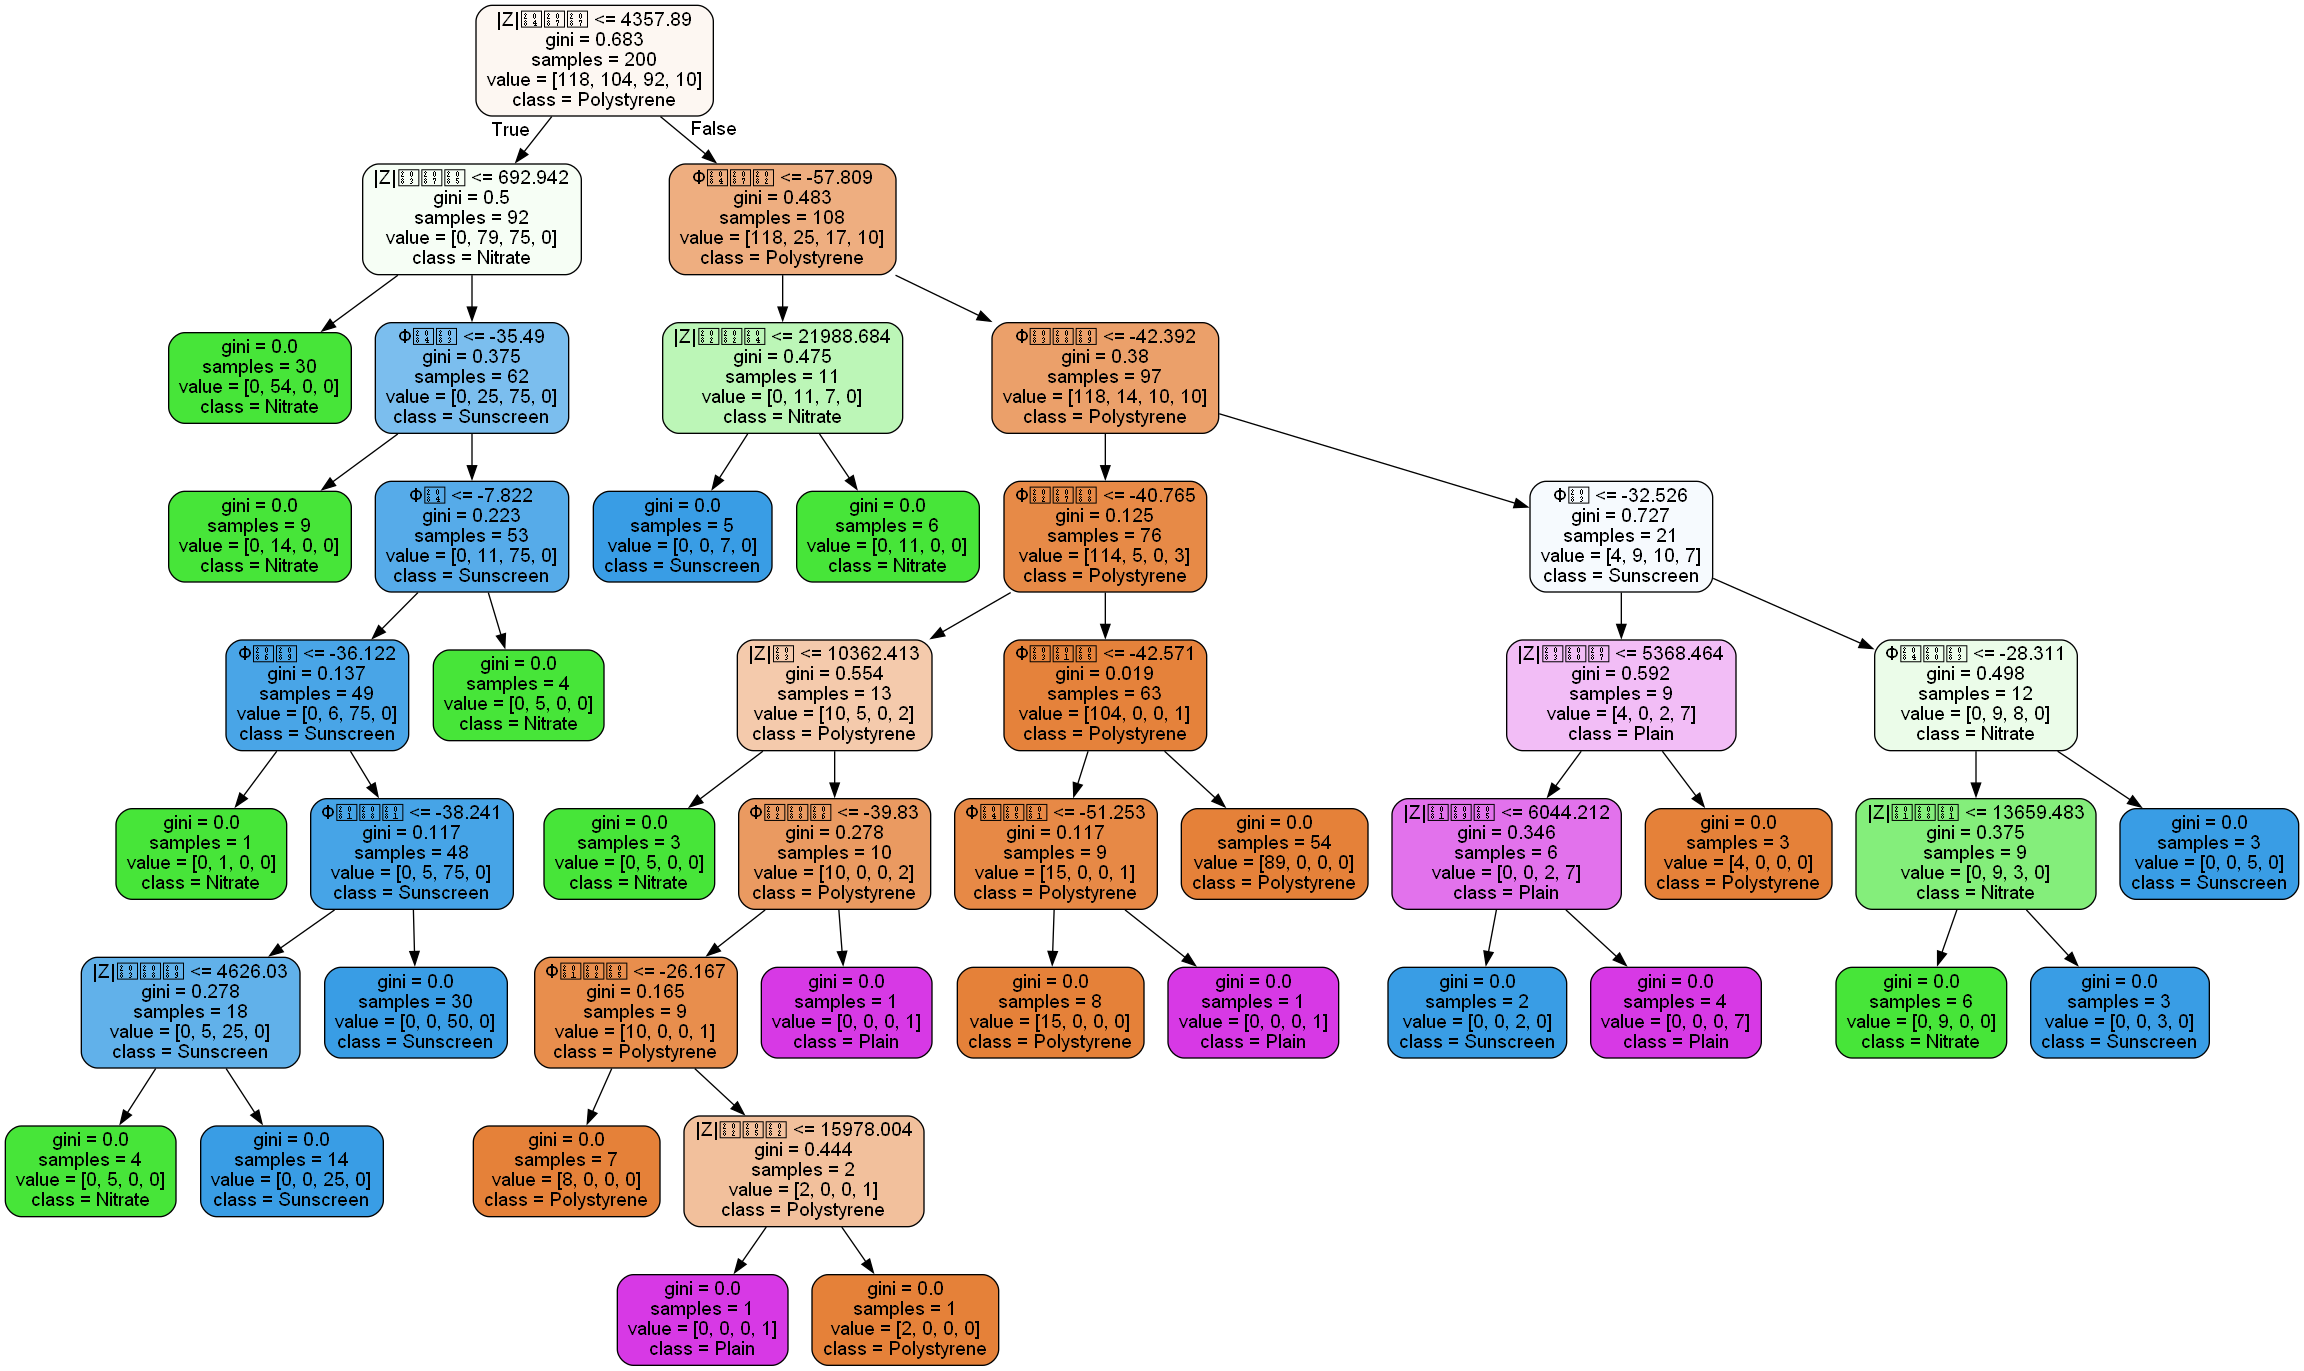 |Z| <= 4357.89
gini = 0.683
samples = 200
value = [118, 104, 92, 10]
class = Polystyrene
True
False
|Z| <= 692.942
gini = 0.5
samples = 92
value = [0, 79, 75, 0]
class = Nitrate
Φ <= -57.809
gini = 0.483
samples = 108
value = [118, 25, 17, 10]
class = Polystyrene
gini = 0.0
samples = 30
value = [0, 54, 0, 0]
class = Nitrate
Φ <= -35.49
gini = 0.375
samples = 62
value = [0, 25, 75, 0]
class = Sunscreen
|Z| <= 21988.684
gini = 0.475
samples = 11
value = [0, 11, 7, 0]
class = Nitrate
Φ <= -42.392
gini = 0.38
samples = 97
value = [118, 14, 10, 10]
class = Polystyrene
gini = 0.0
samples = 9
value = [0, 14, 0, 0]
class = Nitrate
Φ <= -7.822
gini = 0.223
samples = 53
value = [0, 11, 75, 0]
class = Sunscreen
gini = 0.0
samples = 5
value = [0, 0, 7, 0]
class = Sunscreen
gini = 0.0
samples = 6
value = [0, 11, 0, 0]
class = Nitrate
Φ <= -40.765
gini = 0.125
samples = 76
value = [114, 5, 0, 3]
class = Polystyrene
Φ <= -32.526
gini = 0.727
samples = 21
value = [4, 9, 10, 7]
class = Sunscreen
Φ <= -36.122
gini = 0.137
samples = 49
value = [0, 6, 75, 0]
class = Sunscreen
gini = 0.0
samples = 4
value = [0, 5, 0, 0]
class = Nitrate
|Z| <= 10362.413
gini = 0.554
samples = 13
value = [10, 5, 0, 2]
class = Polystyrene
Φ <= -42.571
gini = 0.019
samples = 63
value = [104, 0, 0, 1]
class = Polystyrene
|Z| <= 5368.464
gini = 0.592
samples = 9
value = [4, 0, 2, 7]
class = Plain
Φ <= -28.311
gini = 0.498
samples = 12
value = [0, 9, 8, 0]
class = Nitrate
gini = 0.0
samples = 1
value = [0, 1, 0, 0]
class = Nitrate
Φ <= -38.241
gini = 0.117
samples = 48
value = [0, 5, 75, 0]
class = Sunscreen
gini = 0.0
samples = 3
value = [0, 5, 0, 0]
class = Nitrate
Φ <= -39.83
gini = 0.278
samples = 10
value = [10, 0, 0, 2]
class = Polystyrene
Φ <= -51.253
gini = 0.117
samples = 9
value = [15, 0, 0, 1]
class = Polystyrene
gini = 0.0
samples = 54
value = [89, 0, 0, 0]
class = Polystyrene
|Z| <= 6044.212
gini = 0.346
samples = 6
value = [0, 0, 2, 7]
class = Plain
gini = 0.0
samples = 3
value = [4, 0, 0, 0]
class = Polystyrene
|Z| <= 13659.483
gini = 0.375
samples = 9
value = [0, 9, 3, 0]
class = Nitrate
gini = 0.0
samples = 3
value = [0, 0, 5, 0]
class = Sunscreen
|Z| <= 4626.03
gini = 0.278
samples = 18
value = [0, 5, 25, 0]
class = Sunscreen
gini = 0.0
samples = 30
value = [0, 0, 50, 0]
class = Sunscreen
Φ <= -26.167
gini = 0.165
samples = 9
value = [10, 0, 0, 1]
class = Polystyrene
gini = 0.0
samples = 1
value = [0, 0, 0, 1]
class = Plain
gini = 0.0
samples = 8
value = [15, 0, 0, 0]
class = Polystyrene
gini = 0.0
samples = 1
value = [0, 0, 0, 1]
class = Plain
gini = 0.0
samples = 2
value = [0, 0, 2, 0]
class = Sunscreen
gini = 0.0
samples = 4
value = [0, 0, 0, 7]
class = Plain
gini = 0.0
samples = 6
value = [0, 9, 0, 0]
class = Nitrate
gini = 0.0
samples = 3
value = [0, 0, 3, 0]
class = Sunscreen
gini = 0.0
samples = 4
value = [0, 5, 0, 0]
class = Nitrate
gini = 0.0
samples = 14
value = [0, 0, 25, 0]
class = Sunscreen
gini = 0.0
samples = 7
value = [8, 0, 0, 0]
class = Polystyrene
|Z| <= 15978.004
gini = 0.444
samples = 2
value = [2, 0, 0, 1]
class = Polystyrene
gini = 0.0
samples = 1
value = [0, 0, 0, 1]
class = Plain
gini = 0.0
samples = 1
value = [2, 0, 0, 0]
class = Polystyrene